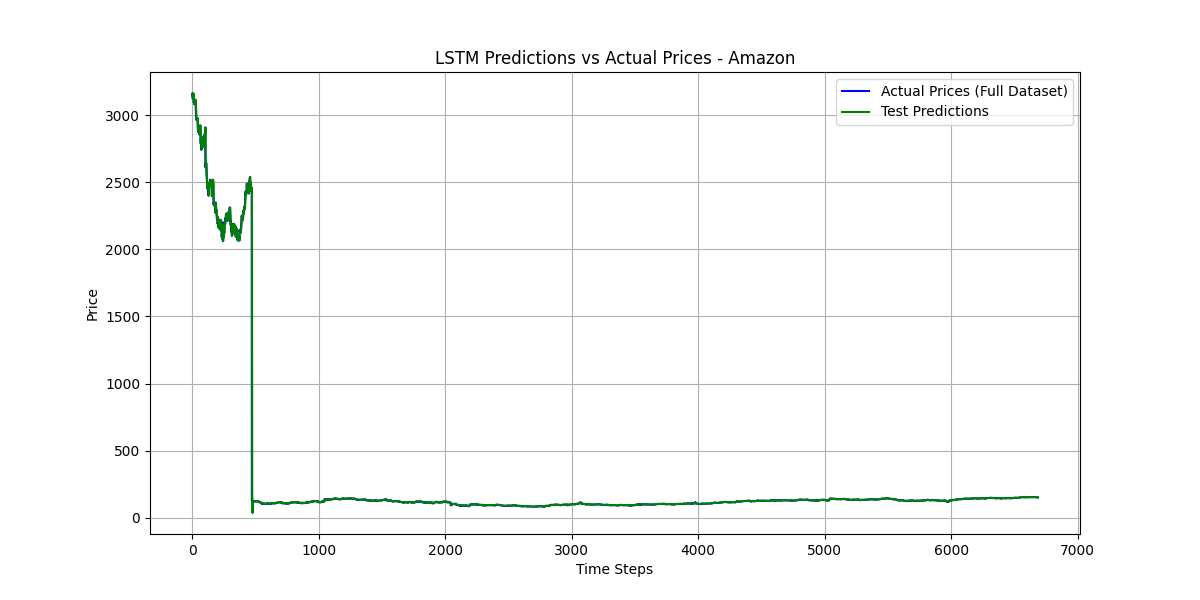 LSTM Predictions vs Actual Prices - Amazon
Actual Prices (Full Dataset)
Test Predictions
Price
3000
2500
2000
1500
1000
500
0
0 1000 2000 3000 4000 5000 6000 7000
Time Steps